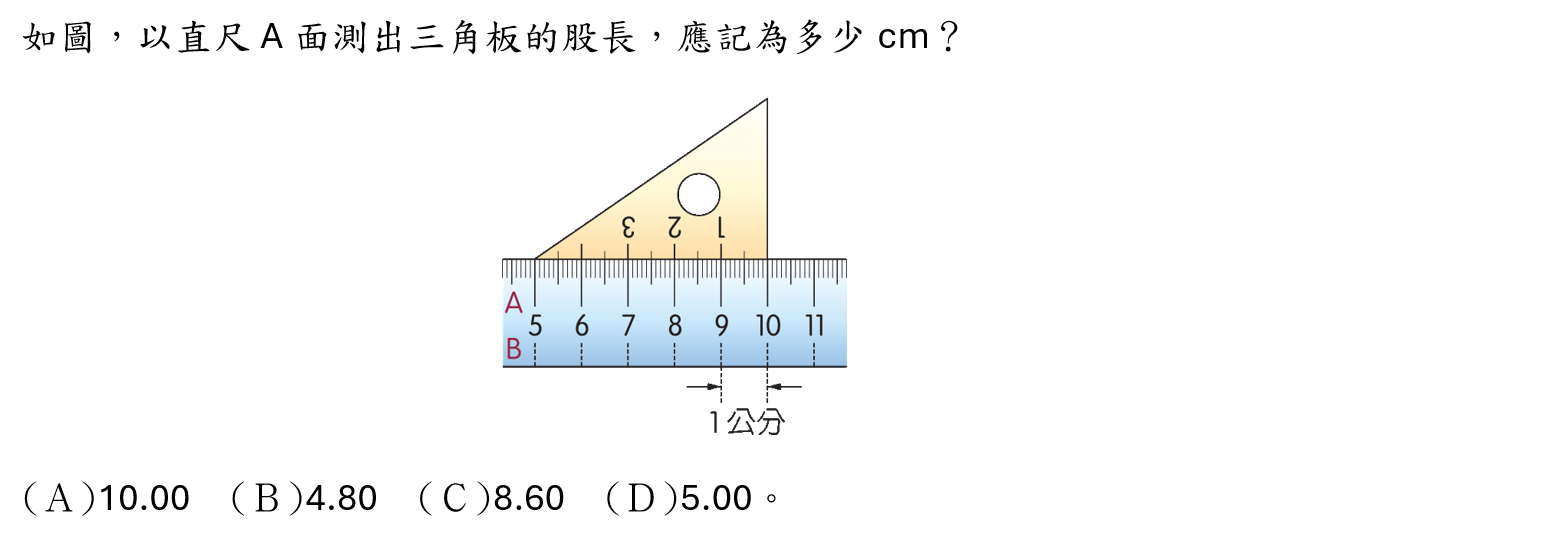 如圖，以直尺 A 面測出三角板的股長，應記為多少 cm？
3 2 1
A
5 6 7 8 9 10 11
B
1公分
（A)10.00 （B)4.80 （C)8.60 （D)5.00。